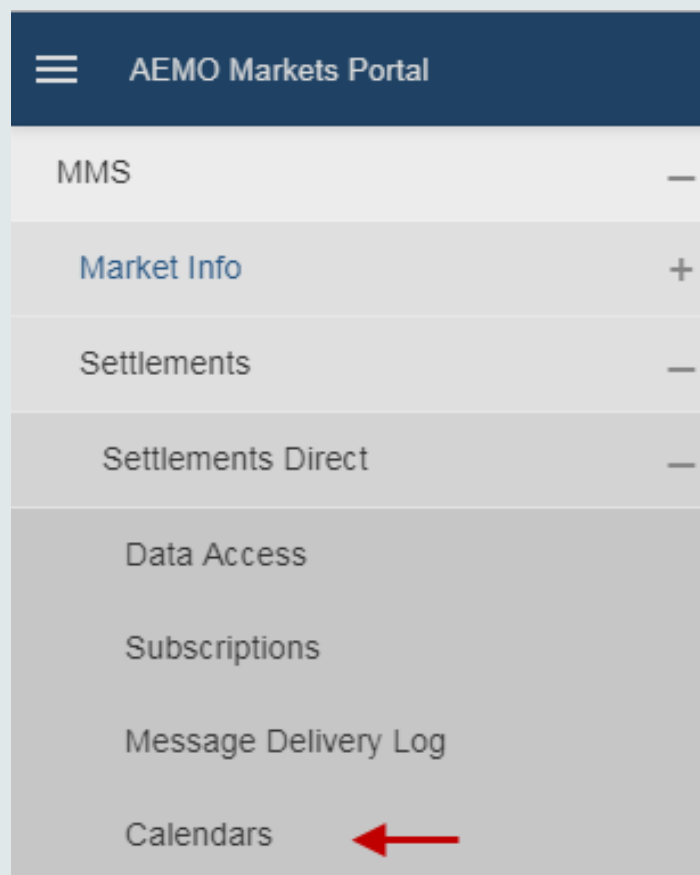 AEMO Markets Portal
MMS
Market Info
Settlements
Settlements Direct
Data Access
Subscriptions
Message Delivery Log
Calendars